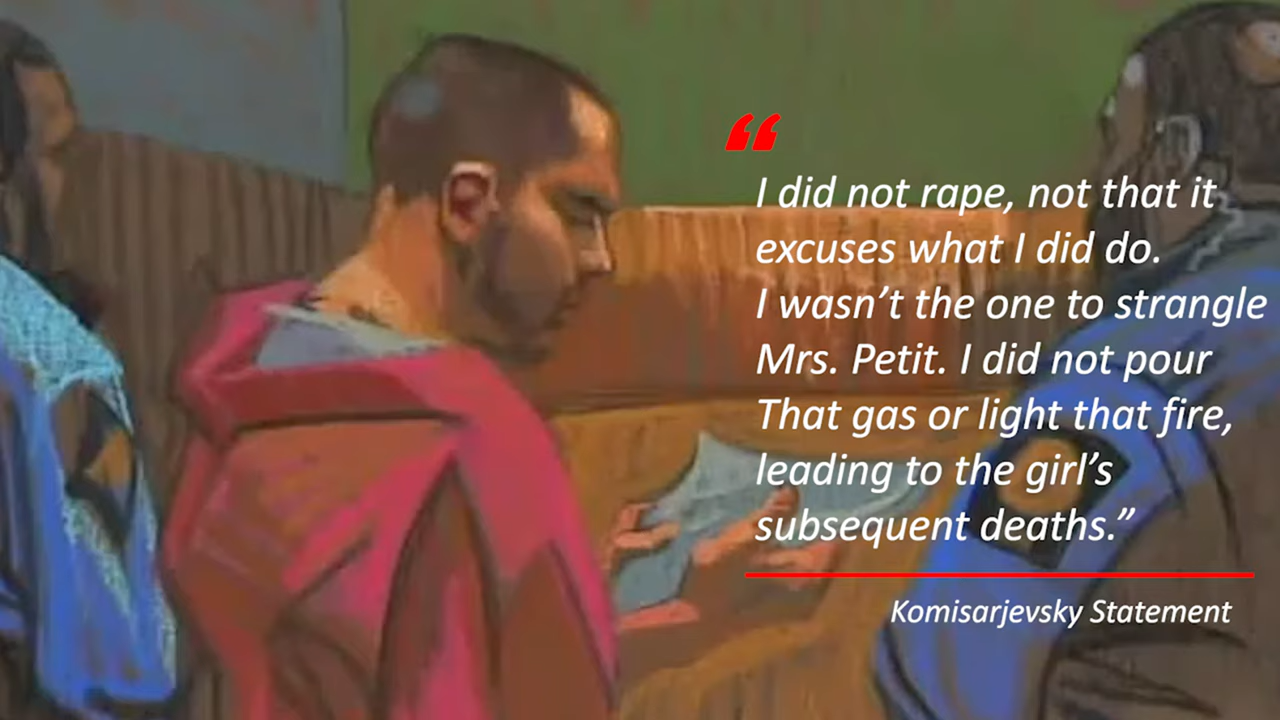 “
I did not rape, not that it
excuses what I did do.
I wasn’t the one to strangle
Mrs. Petit. I did not pour
That gas or light that fire,
leading to the girl’s
subsequent deaths.”
Komisarjevsky Statement